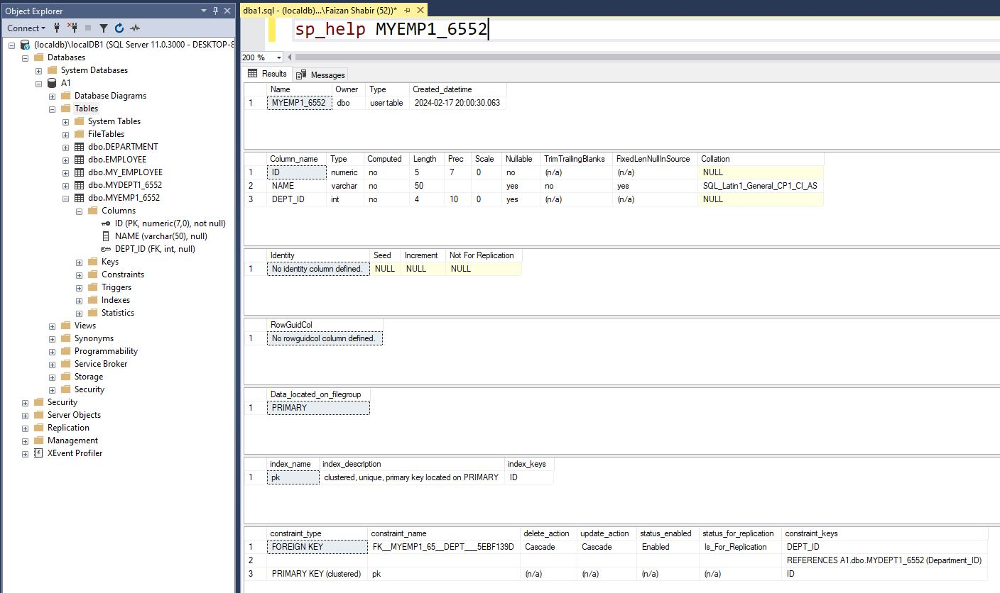 Object Explorer
Connect
(localdb)\localDB1 (SQL Server 11.0.3000 - DESKTOP-8
Databases
System Databases
A1
Database Diagrams
Tables
System Tables
FileTables
dbo.DEPARTMENT
dbo.EMPLOYEE
dbo.MY_EMPLOYEE
dbo.MYDEPT1_6552
dbo.MYEMP1_6552
Columns
ID (PK, numeric(7,0), not null)
NAME (varchar(50), null)
DEPT_ID (FK, int, null)
Keys
Constraints
Triggers
Indexes
Statistics
Views
Synonyms
Programmability
Service Broker
Storage
Security
Security
Server Objects
Replication
Management
XEvent Profiler
dba1.sql - (localdb)...\Faizan Shabir (52))*
sp_help MYEMP1_6552
200 %
Results Messages
Name Owner Type Created_datetime
1 MYEMP1_6552 dbo user table 2024-02-17 20:00:30.063
Column_name Type Computed Length Prec Scale Nullable TrimTrailingBlanks FixedLenNullInSource Collation
1 ID numeric no 5 7 0 no (n/a) (n/a) NULL
2 NAME varchar no 50 yes no yes SQL_Latin1_General_CP1_CI_AS
3 DEPT_ID int no 4 10 0 yes (n/a) (n/a) NULL
Identity Seed Increment Not For Replication
1 No identity column defined. NULL NULL NULL
RowGuidCol
1 No rowguidcol column defined.
Data_located_on_filegroup
1 PRIMARY
index_name index_description index_keys
1 pk clustered, unique, primary key located on PRIMARY ID
constraint_type constraint_name delete_action update_action status_enabled status_for_replication constraint_keys
1 FOREIGN KEY FK__MYEMP1_65__DEPT___5EBF139D Cascade Cascade Enabled Is_For_Replication DEPT_ID
2 REFERENCES A1.dbo.MYDEPT1_6552 (Department_ID)
3 PRIMARY KEY (clustered) pk (n/a) (n/a) (n/a) (n/a) ID